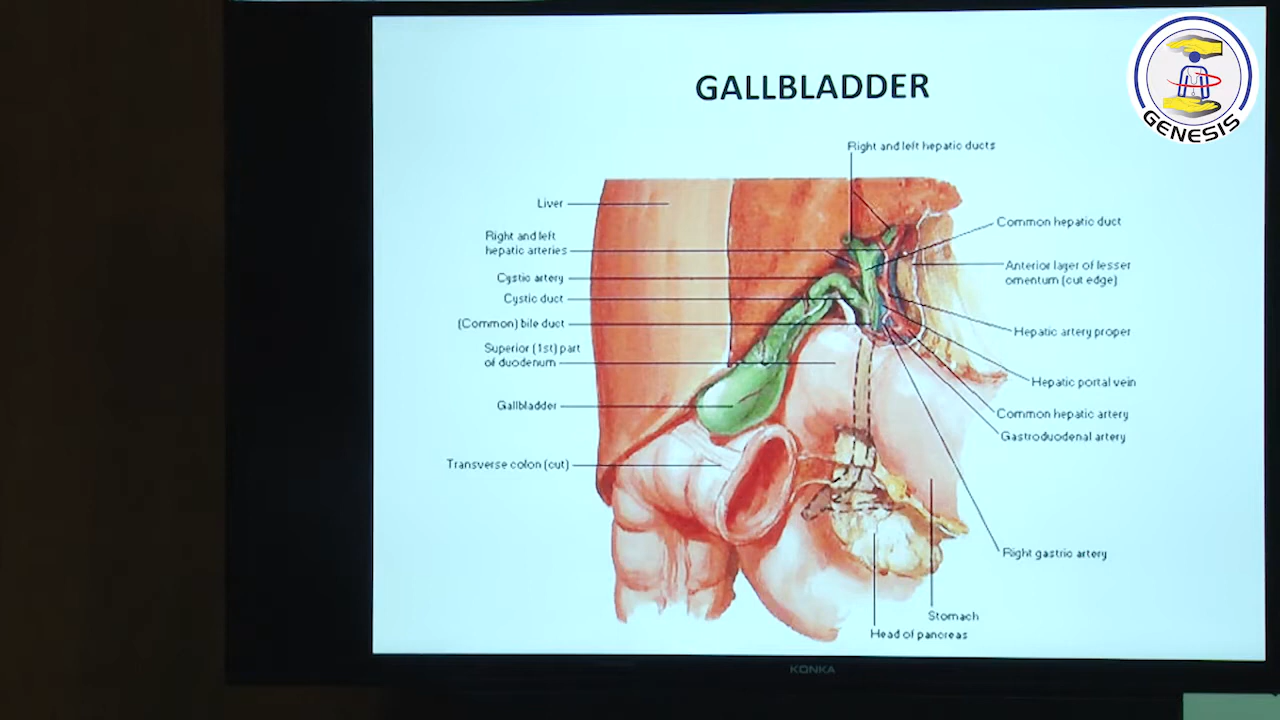 GALLBLADDER
GENESIS
Right and left hepatic ducts
Liver
Common hepatic duct
Right and left
hepatic arteries
Anterior layer of lesser
omentum (cut edge)
Cystic artery
Cystic duct
(Common) bile duct
Hepatic artery proper
Superior (1st) part
of duodenum
Hepatic portal vein
Gallbladder
Common hepatic artery
Gastroduodenal artery
Transverse colon (cut)
Right gastric artery
Stomach
Head of pancreas
KONKA